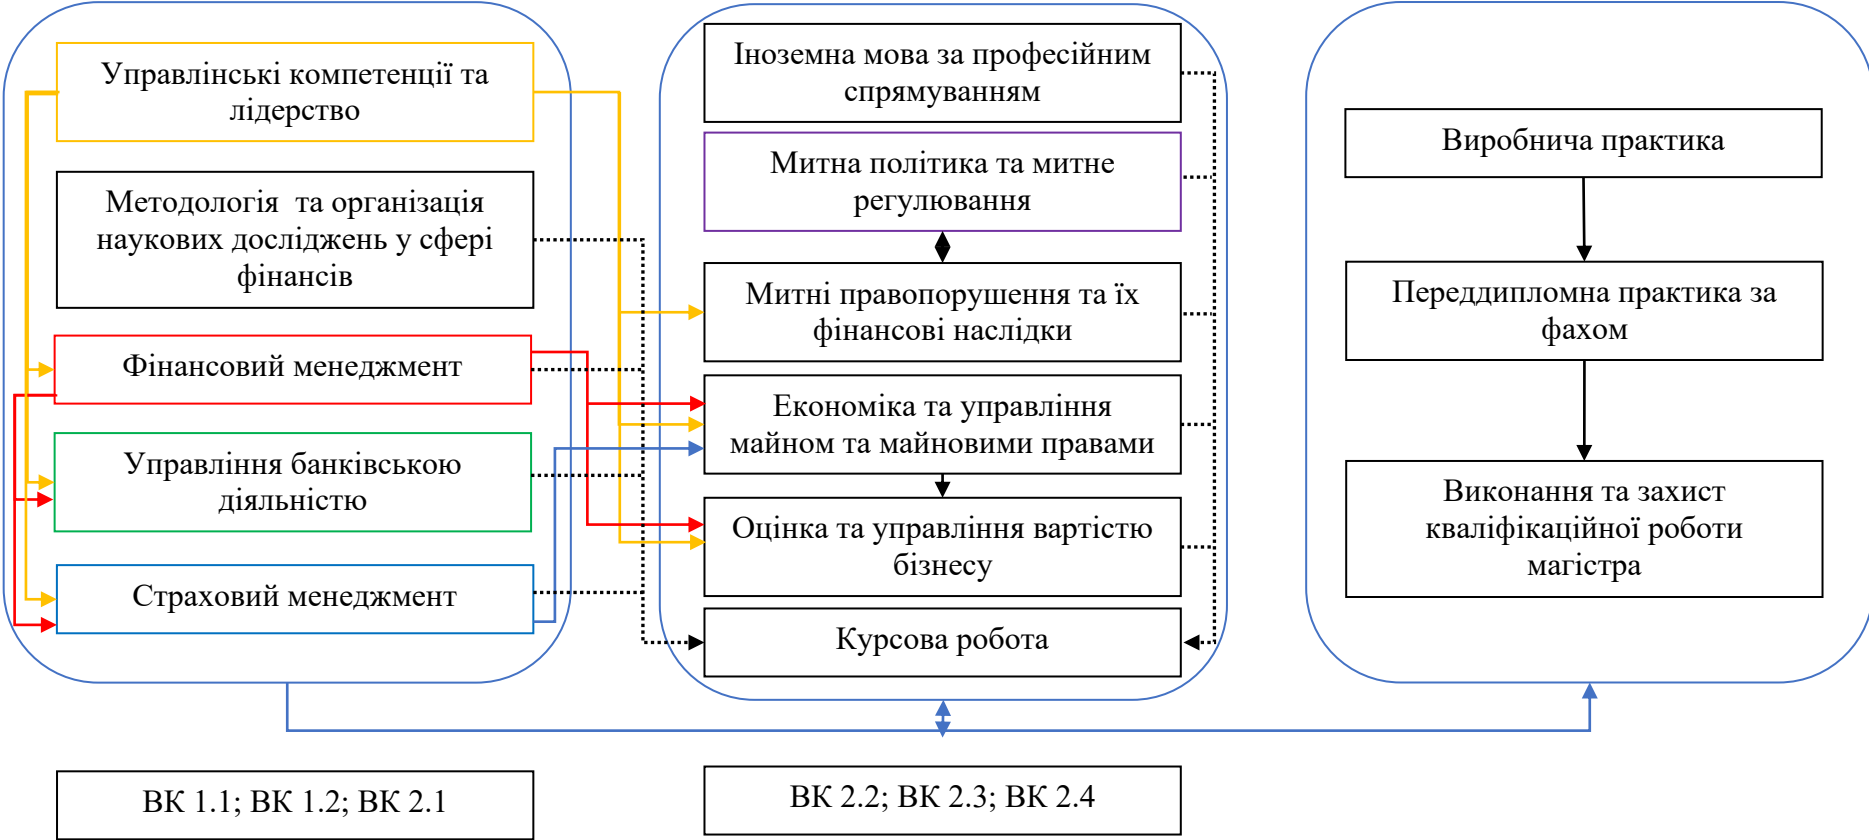 Управлінські компетенції та
лідерство
Методологія та організація
наукових досліджень у сфері
фінансів
Фінансовий менеджмент
Управління банківською
діяльністю
Страховий менеджмент
ВК 1.1; ВК 1.2; ВК 2.1
Іноземна мова за професійним
спрямуванням
Митна політика та митне
регулювання
Митні правопорушення та їх
фінансові наслідки
Економіка та управління
майном та майновими правами
Оцінка та управління вартістю
бізнесу
Курсова робота
ВК 2.2; ВК 2.3; ВК 2.4
Виробнича практика
Переддипломна практика за
фахом
Виконання та захист
кваліфікаційної роботи
магістра